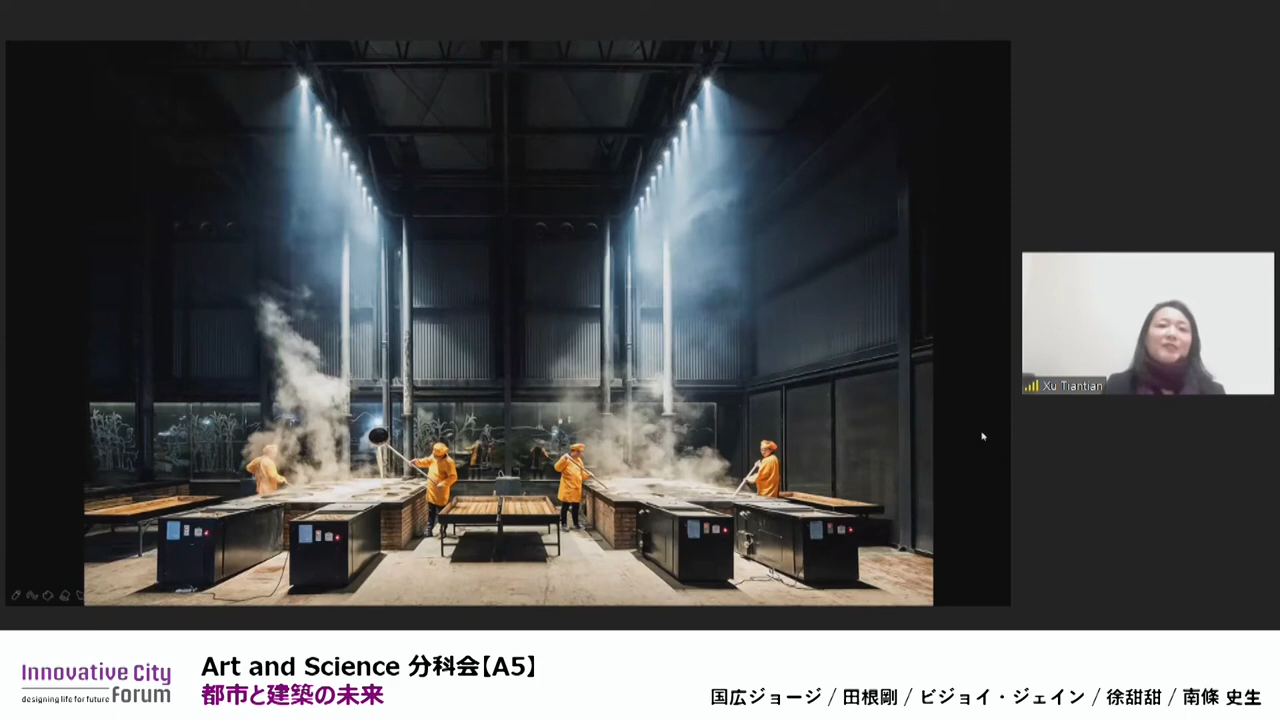 Xu Tiantian
Innovative City
designing life for future forum
Art and Science 分科会【A5】
都市と建築の未来
国広ジョージ / 田根剛 / ビジョイ・ジェイン / 徐甜甜 / 南條 史生